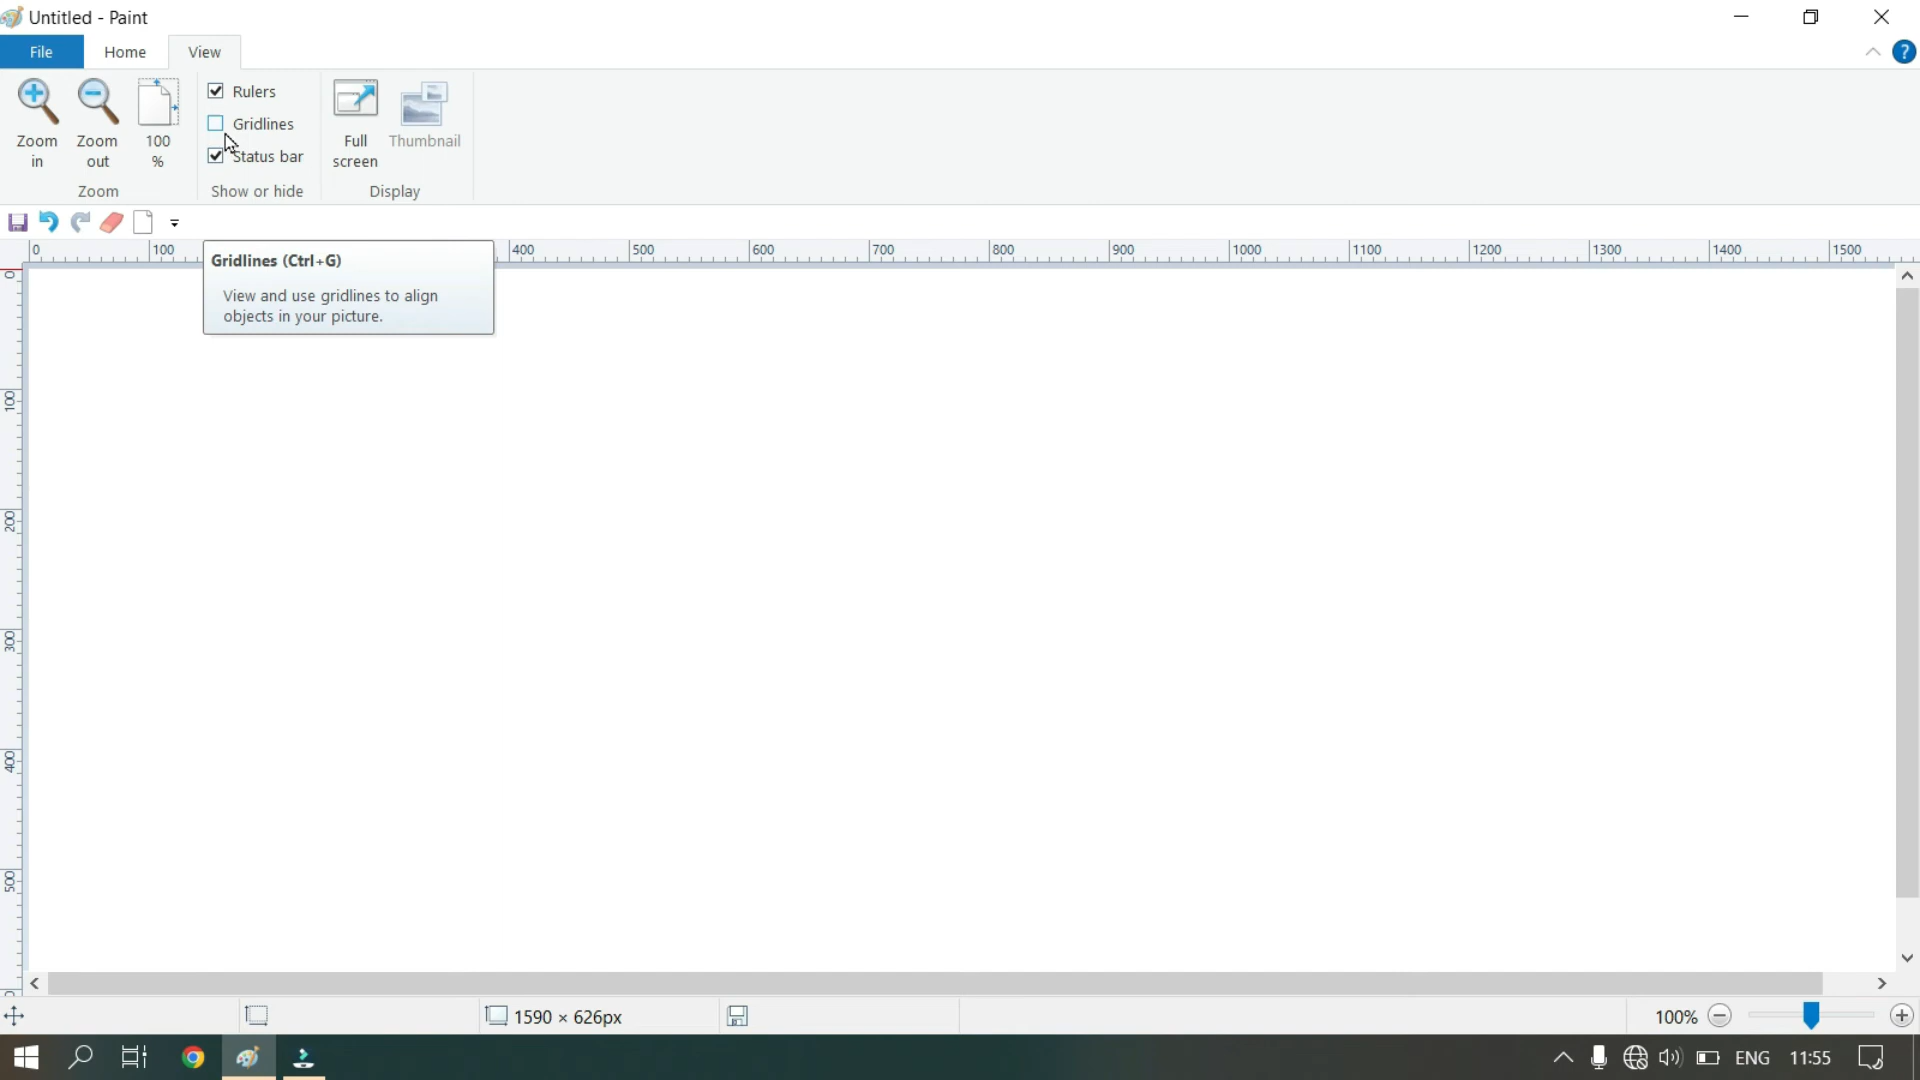 Untitled - Paint
File Home View
Zoom in
Zoom out
100 %
Rulers
Gridlines
Status bar
Full screen
Thumbnail
Zoom Show or hide Display
0 100 400 500 600 700 800 900 1000 1100 1200 1300 1400 1500
Gridlines (Ctrl+G)
View and use gridlines to align
objects in your picture.
0
100
200
300
400
500
1590 × 626px 100%
ENG 11:55